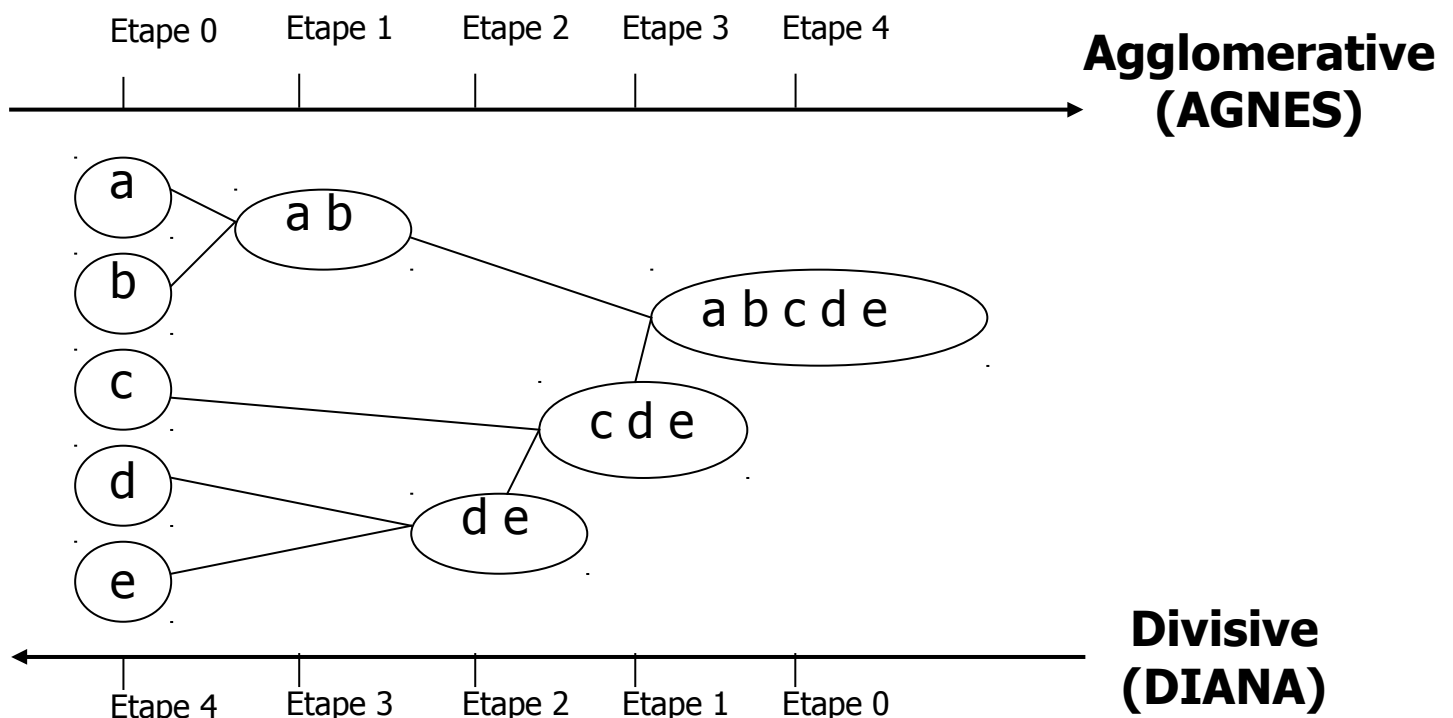 Etape 0 Etape 1 Etape 2 Etape 3 Etape 4
Agglomerative
(AGNES)
a
a b
b
a b c d e
c
c d e
d
d e
e
Divisive
(DIANA)
Etape 4 Etape 3 Etape 2 Etape 1 Etape 0